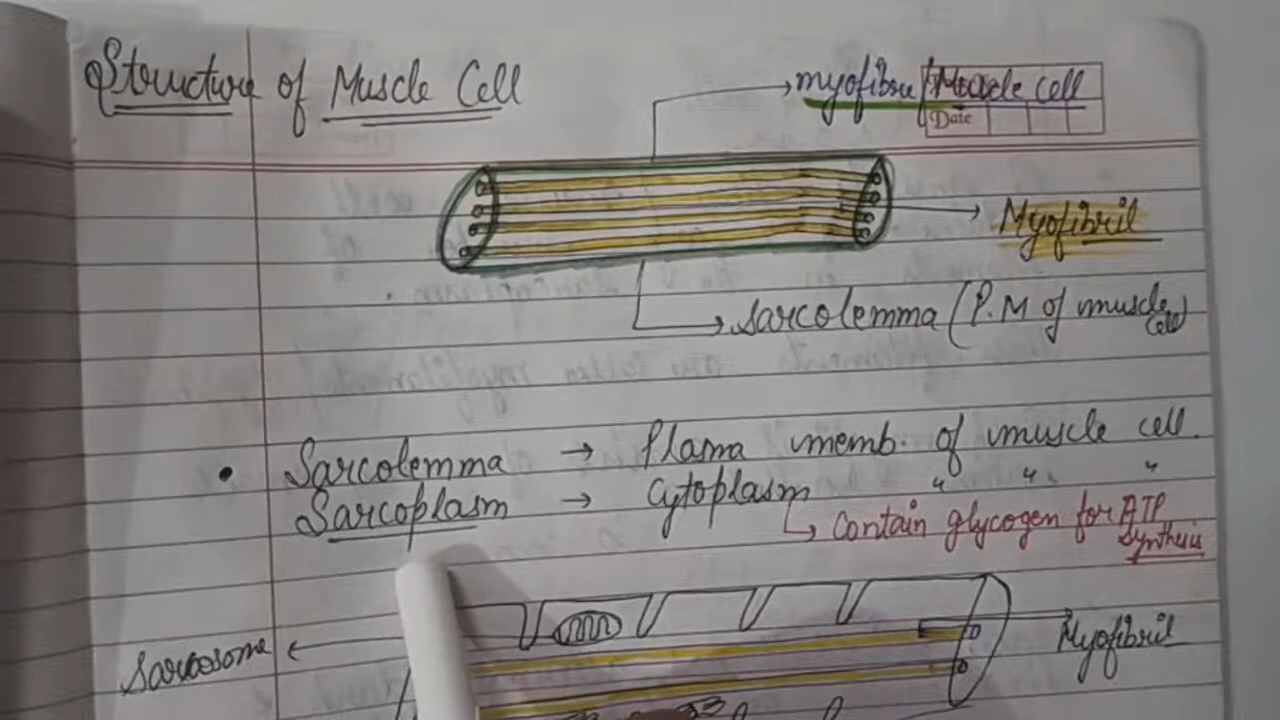 Structure of Muscle Cell
myofibre/Muscle cell
Date
Myofibril
Sarcolemma (P.M of muscle cell)
• Sarcolemma → Plama memb. of muscle cell.
Sarcoplasm → Cytoplasm " " "
↳ Contain glycogen for ATP
Synthesis
Sarcosome
Myofibril